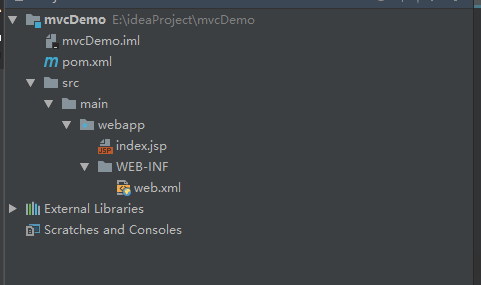 mvcDemo E:\ideaProject\mvcDemo
mvcDemo.iml
m pom.xml
src
main
webapp
JSP index.jsp
WEB-INF
web.xml
External Libraries
Scratches and Consoles